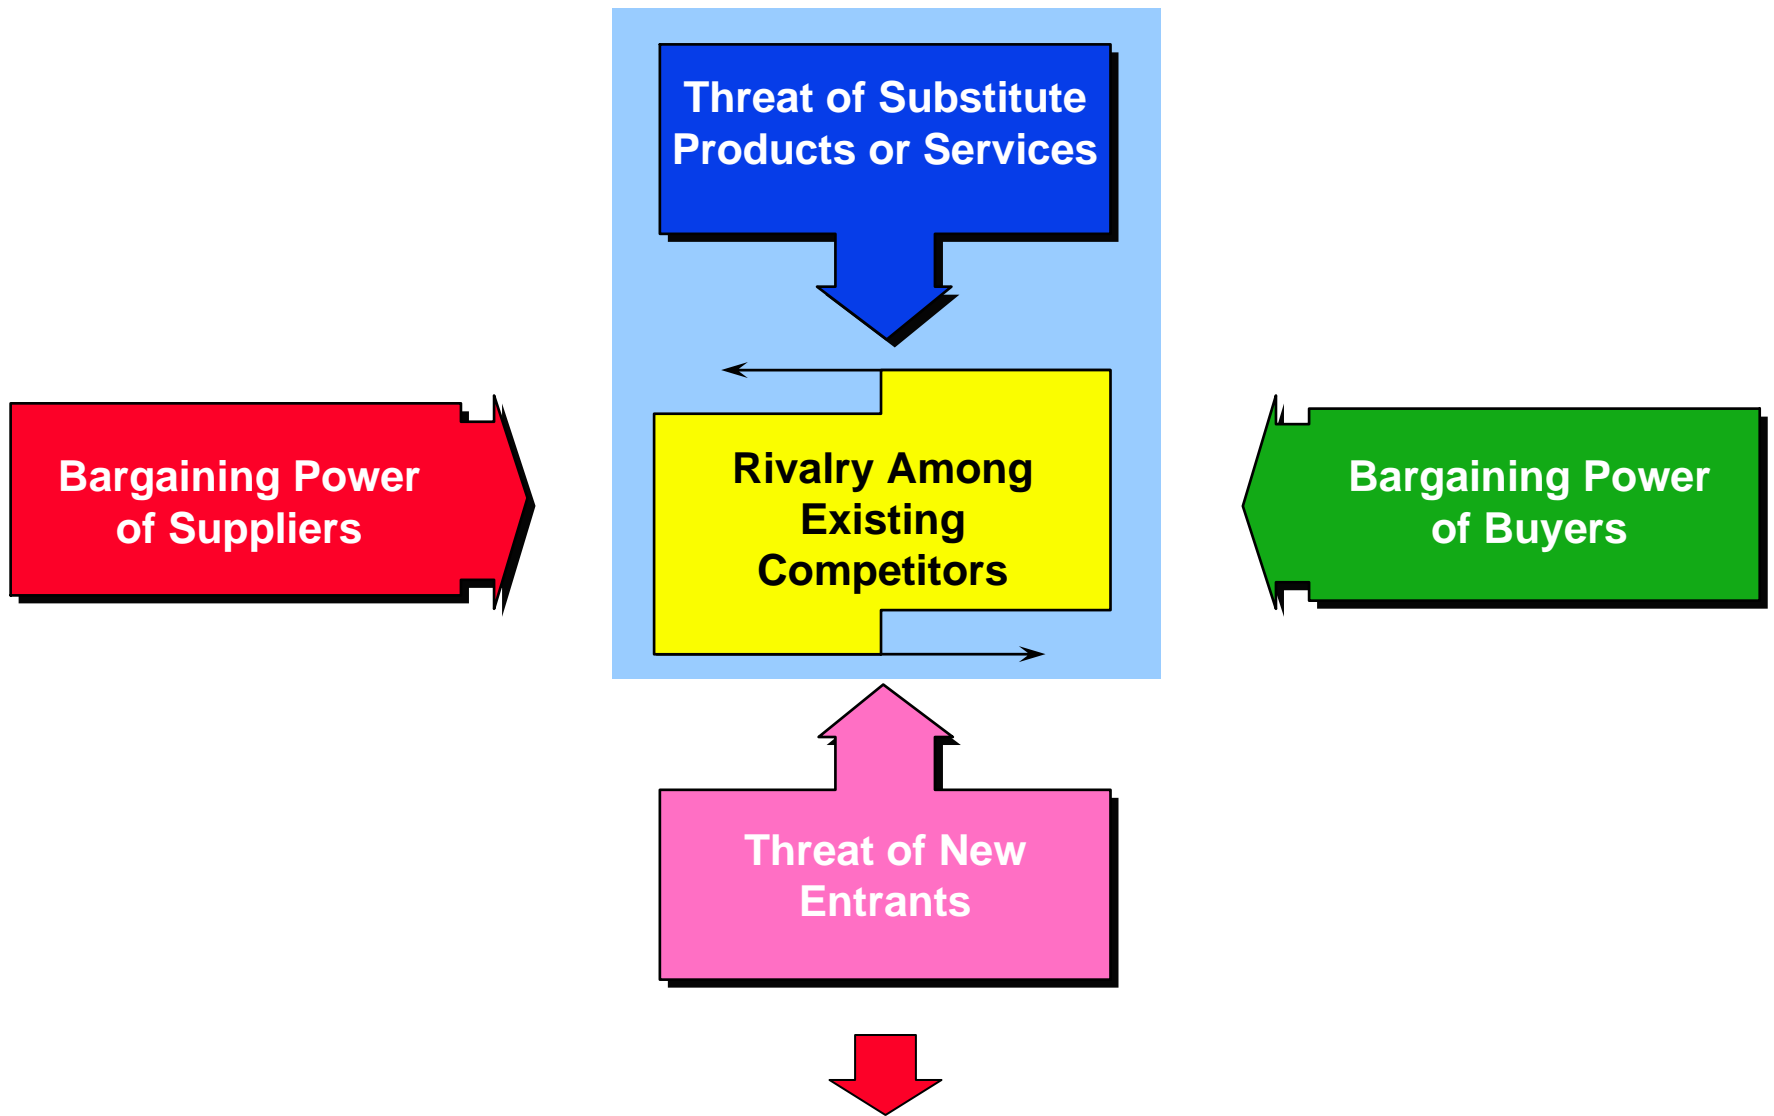 Threat of Substitute
Products or Services
Bargaining Power
of Suppliers
Rivalry Among
Existing
Competitors
Bargaining Power
of Buyers
Threat of New
Entrants